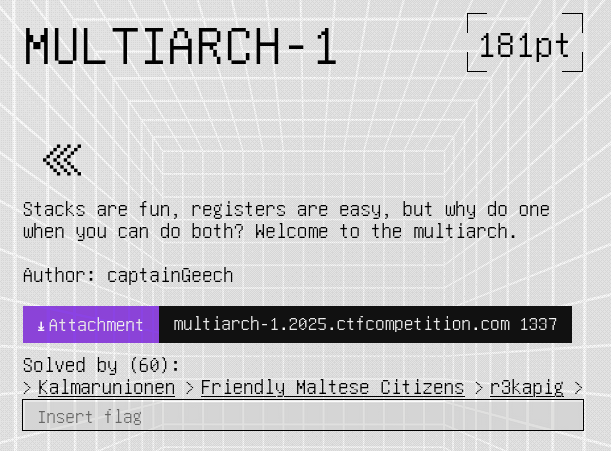 MULTIARCH-1
181pt
Stacks are fun, registers are easy, but why do one
when you can do both? Welcome to the multiarch.
Author: captainGeech
Attachment
multiarch-1.2025.ctfcompetition.com 1337
Solved by (60):
> Kalmarunionen > Friendly Maltese Citizens > r3kapig >
Insert flag